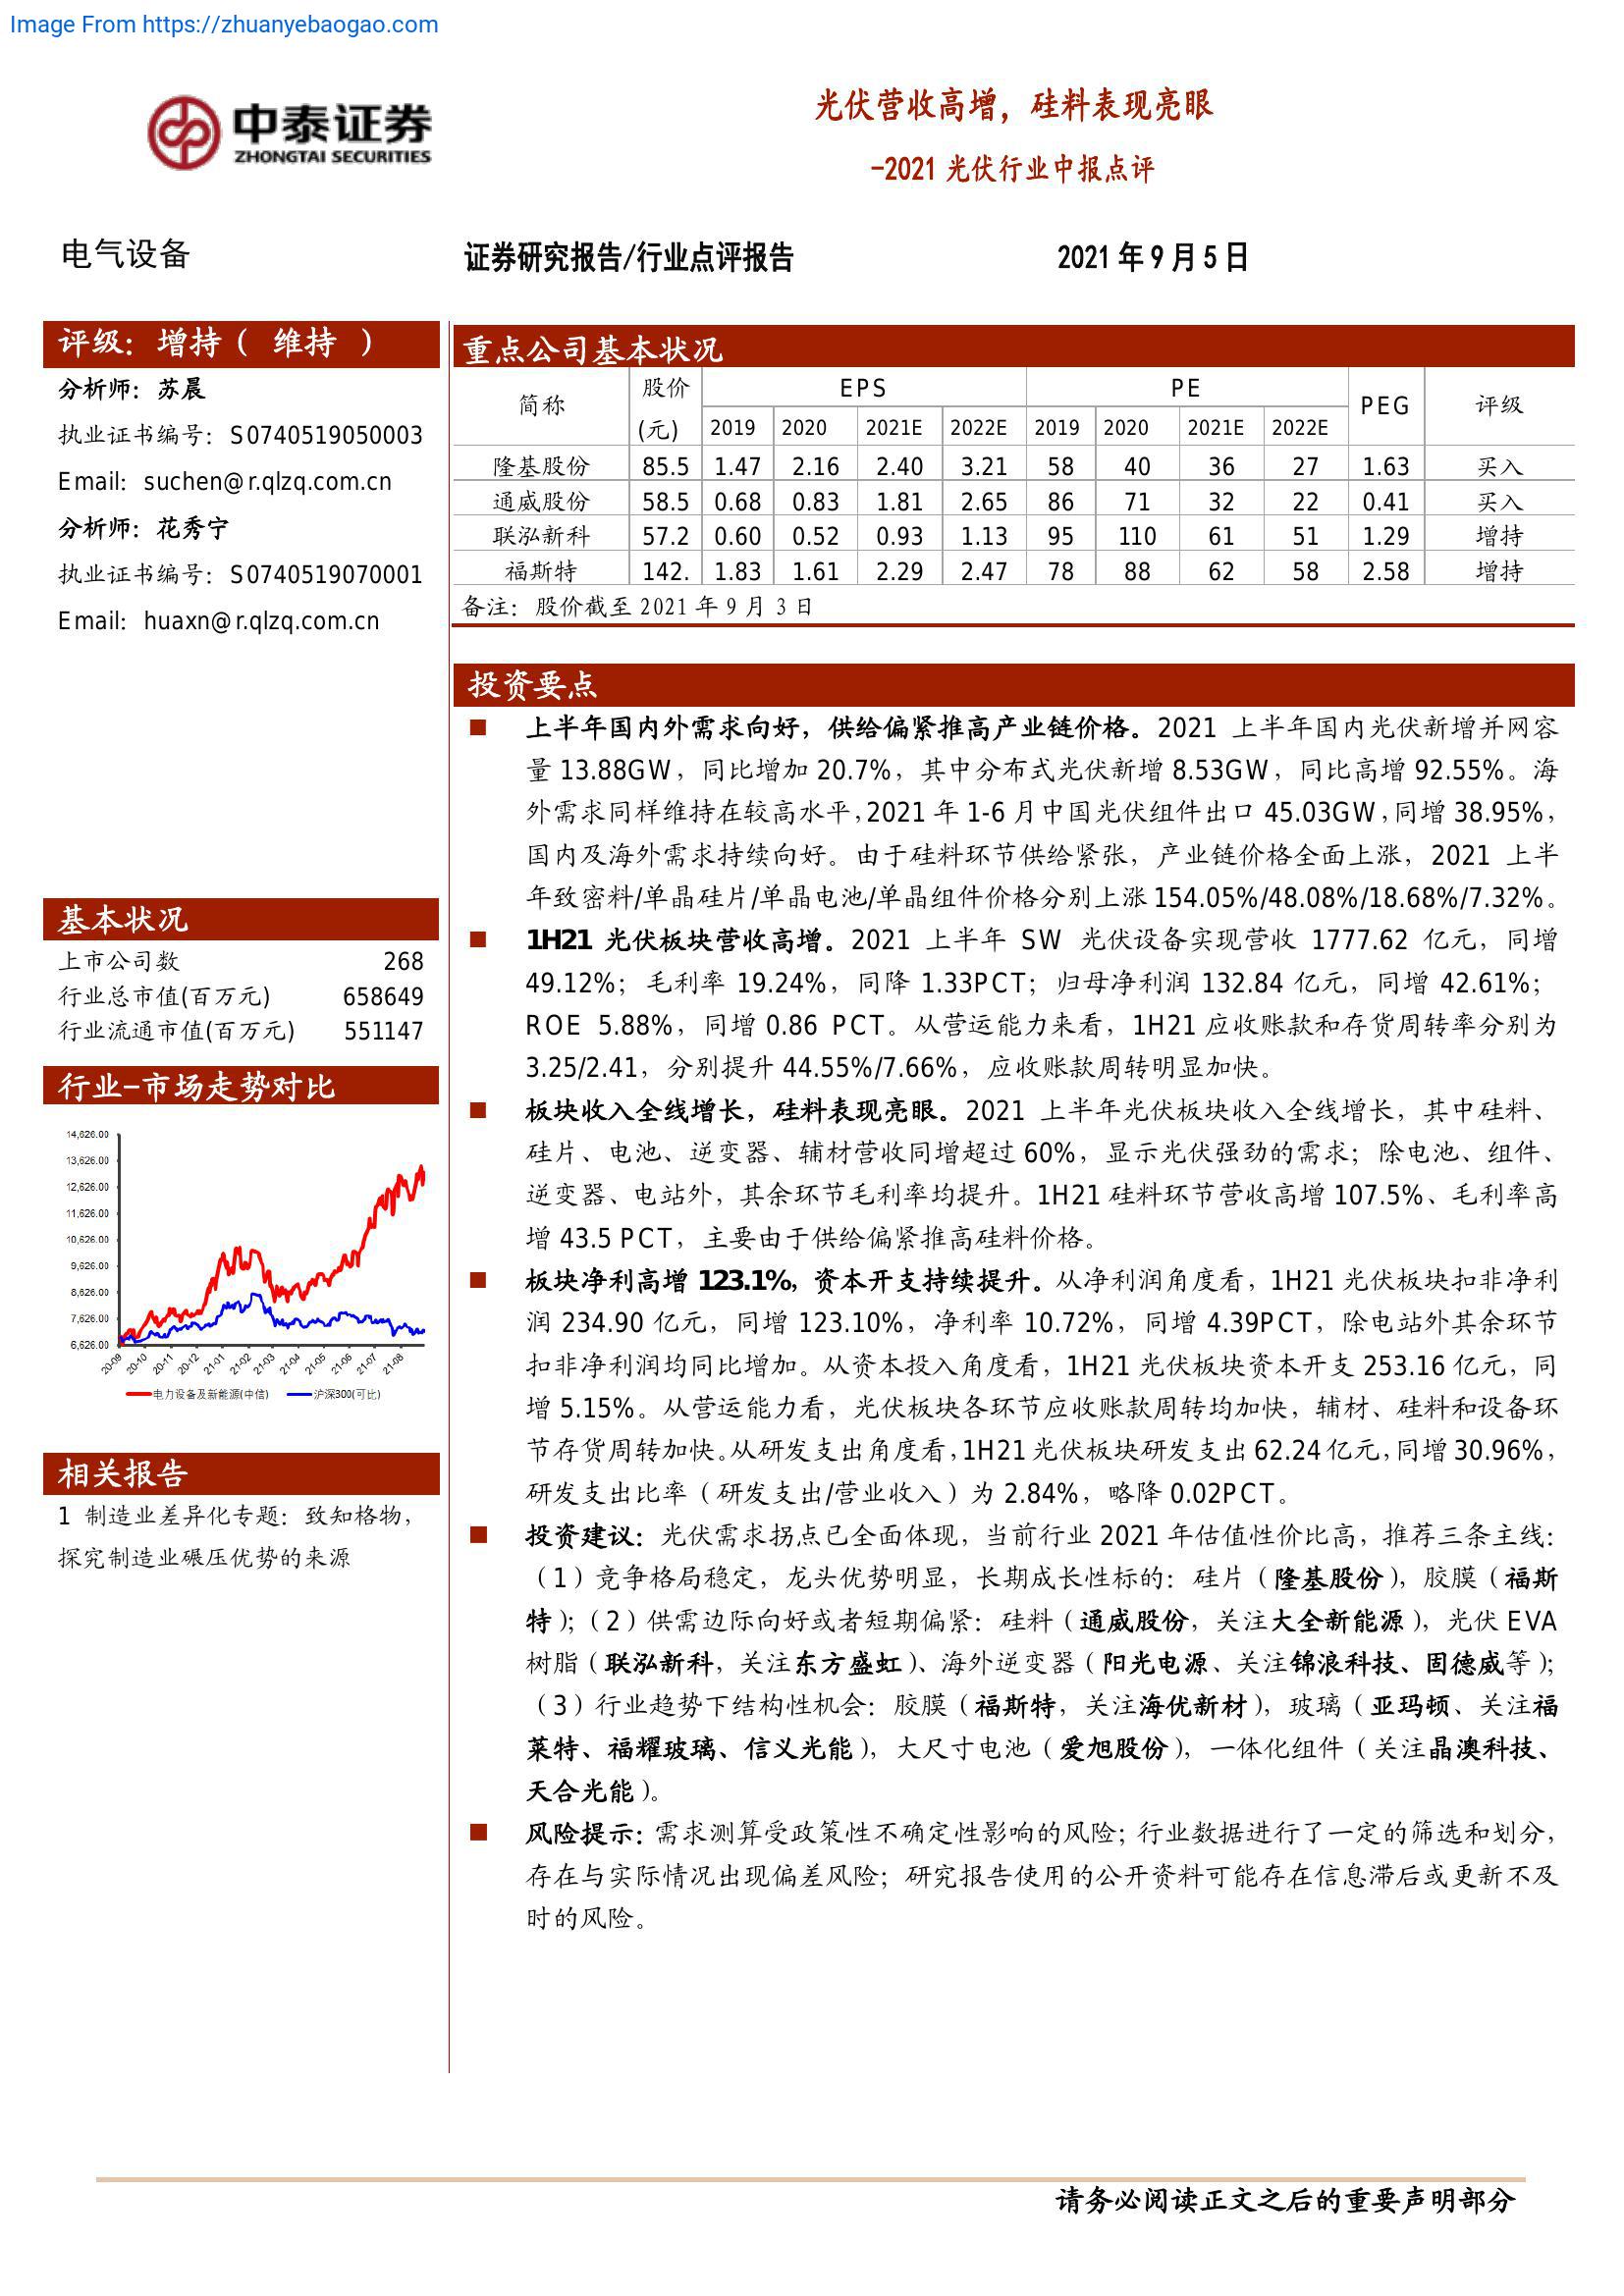 Image From https://zhuanyebaogao.com
中泰证券
ZHONGTAI SECURITIES
光伏营收高增，硅料表现亮眼
-2021 光伏行业中报点评
电气设备
证券研究报告/行业点评报告
2021 年 9 月 5 日
评级：增持（ 维持 ）
分析师：苏晨
执业证书编号：S0740519050003
Email：suchen@r.qlzq.com.cn
分析师：花秀宁
执业证书编号：S0740519070001
Email：huaxn@r.qlzq.com.cn
基本状况
上市公司数 268
行业总市值(百万元) 658649
行业流通市值(百万元) 551147
行业-市场走势对比
14,626.00
13,626.00
12,626.00
11,626.00
10,626.00
9,626.00
8,626.00
7,626.00
6,626.00
20-09 20-10 20-11 20-12 21-01 21-02 21-03 21-04 21-05 21-06 21-07 21-08
电力设备及新能源(中信) 沪深300(可比)
相关报告
1 制造业差异化专题：致知格物，
探究制造业碾压优势的来源
重点公司基本状况
简称 股价(元) EPS PE PEG 评级
2019 2020 2021E 2022E 2019 2020 2021E 2022E
隆基股份 85.5 1.47 2.16 2.40 3.21 58 40 36 27 1.63 买入
通威股份 58.5 0.68 0.83 1.81 2.65 86 71 32 22 0.41 买入
联泓新科 57.2 0.60 0.52 0.93 1.13 95 110 61 51 1.29 增持
福斯特 142. 1.83 1.61 2.29 2.47 78 88 62 58 2.58 增持
备注：股价截至 2021 年 9 月 3 日
投资要点
上半年国内外需求向好，供给偏紧推高产业链价格。2021 上半年国内光伏新增并网容
量 13.88GW，同比增加 20.7%，其中分布式光伏新增 8.53GW，同比高增 92.55%。海
外需求同样维持在较高水平，2021 年 1-6 月中国光伏组件出口 45.03GW，同增 38.95%，
国内及海外需求持续向好。由于硅料环节供给紧张，产业链价格全面上涨，2021 上半
年致密料/单晶硅片/单晶电池/单晶组件价格分别上涨 154.05%/48.08%/18.68%/7.32%。
1H21 光伏板块营收高增。2021 上半年 SW 光伏设备实现营收 1777.62 亿元，同增
49.12%；毛利率 19.24%，同降 1.33PCT；归母净利润 132.84 亿元，同增 42.61%；
ROE 5.88%，同增 0.86 PCT。从营运能力来看，1H21 应收账款和存货周转率分别为
3.25/2.41，分别提升 44.55%/7.66%，应收账款周转明显加快。
板块收入全线增长，硅料表现亮眼。2021 上半年光伏板块收入全线增长，其中硅料、
硅片、电池、逆变器、辅材营收同增超过 60%，显示光伏强劲的需求；除电池、组件、
逆变器、电站外，其余环节毛利率均提升。1H21 硅料环节营收高增 107.5%、毛利率高
增 43.5 PCT，主要由于供给偏紧推高硅料价格。
板块净利高增 123.1%，资本开支持续提升。从净利润角度看，1H21 光伏板块扣非净利
润 234.90 亿元，同增 123.10%，净利率 10.72%，同增 4.39PCT，除电站外其余环节
扣非净利润均同比增加。从资本投入角度看，1H21 光伏板块资本开支 253.16 亿元，同
增 5.15%。从营运能力看，光伏板块各环节应收账款周转均加快，辅材、硅料和设备环
节存货周转加快。从研发支出角度看，1H21 光伏板块研发支出 62.24 亿元，同增 30.96%，
研发支出比率（研发支出/营业收入）为 2.84%，略降 0.02PCT。
投资建议：光伏需求拐点已全面体现，当前行业 2021 年估值性价比高，推荐三条主线：
（1）竞争格局稳定，龙头优势明显，长期成长性标的：硅片（隆基股份），胶膜（福斯
特）；（2）供需边际向好或者短期偏紧：硅料（通威股份，关注大全新能源），光伏 EVA
树脂（联泓新科，关注东方盛虹）、海外逆变器（阳光电源、关注锦浪科技、固德威等）；
（3）行业趋势下结构性机会：胶膜（福斯特，关注海优新材），玻璃（亚玛顿、关注福
莱特、福耀玻璃、信义光能），大尺寸电池（爱旭股份），一体化组件（关注晶澳科技、
天合光能）。
风险提示：需求测算受政策性不确定性影响的风险；行业数据进行了一定的筛选和划分，
存在与实际情况出现偏差风险；研究报告使用的公开资料可能存在信息滞后或更新不及
时的风险。
请务必阅读正文之后的重要声明部分